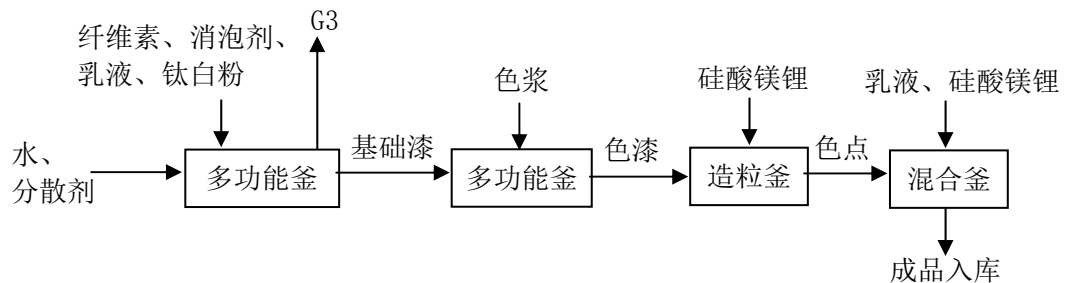 纤维素、消泡剂、
乳液、钛白粉
G3
色浆
硅酸镁锂
乳液、硅酸镁锂
水、
分散剂
多功能釜
基础漆
多功能釜
色漆
造粒釜
色点
混合釜
成品入库